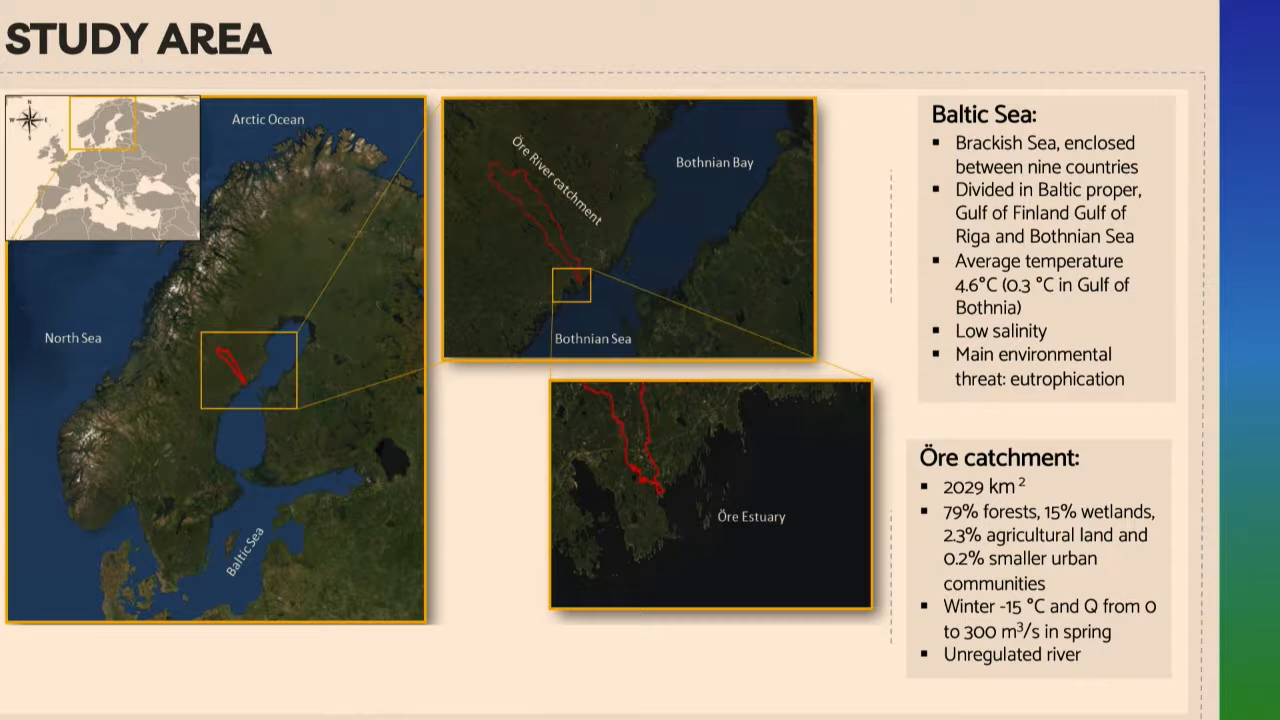 STUDY AREA
N
W
E
S
Arctic Ocean
North Sea
Baltic Sea
Öre River catchment
Bothnian Bay
Bothnian Sea
Öre Estuary
Baltic Sea:
▪ Brackish Sea, enclosed
between nine countries
▪ Divided in Baltic proper,
Gulf of Finland Gulf of
Riga and Bothnian Sea
▪ Average temperature
4.6°C (0.3 °C in Gulf of
Bothnia)
▪ Low salinity
▪ Main environmental
threat: eutrophication
Öre catchment:
▪ 2029 km²
▪ 79% forests, 15% wetlands,
2.3% agricultural land and
0.2% smaller urban
communities
▪ Winter -15 °C and Q from 0
to 300 m³/s in spring
▪ Unregulated river